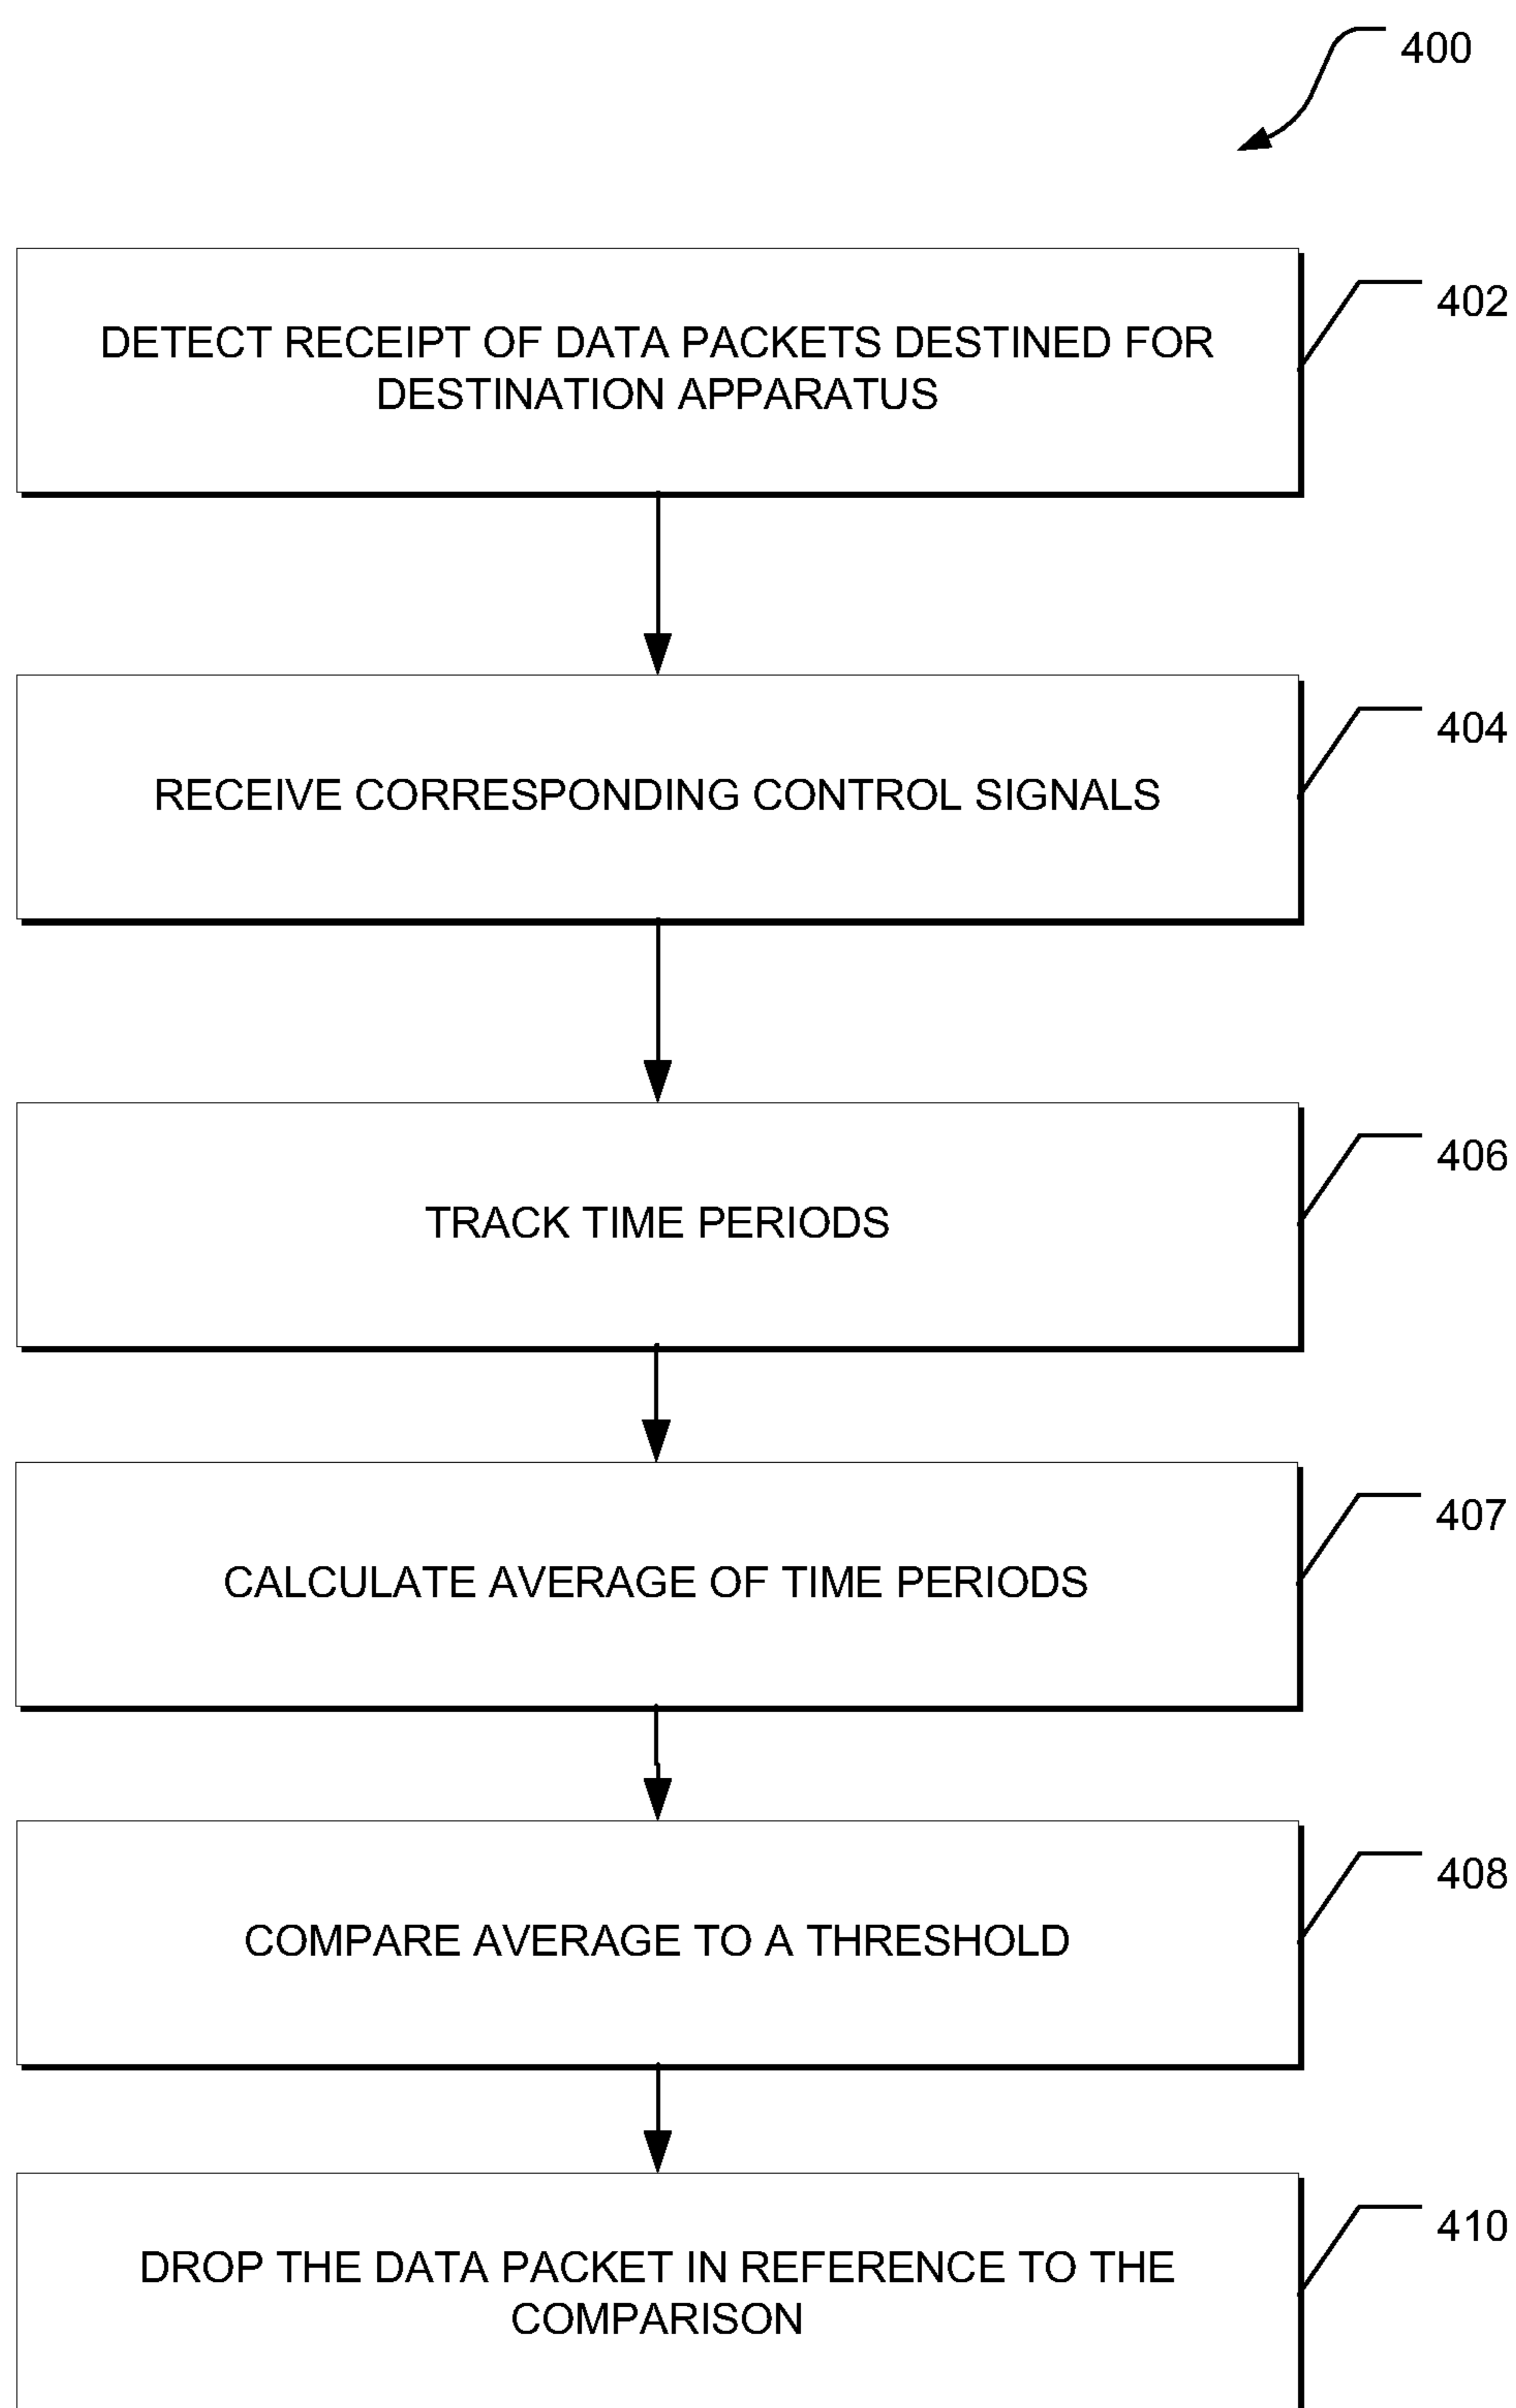 400
DETECT RECEIPT OF DATA PACKETS DESTINED FOR
DESTINATION APPARATUS
402
RECEIVE CORRESPONDING CONTROL SIGNALS
404
TRACK TIME PERIODS
406
CALCULATE AVERAGE OF TIME PERIODS
407
COMPARE AVERAGE TO A THRESHOLD
408
DROP THE DATA PACKET IN REFERENCE TO THE
COMPARISON
410